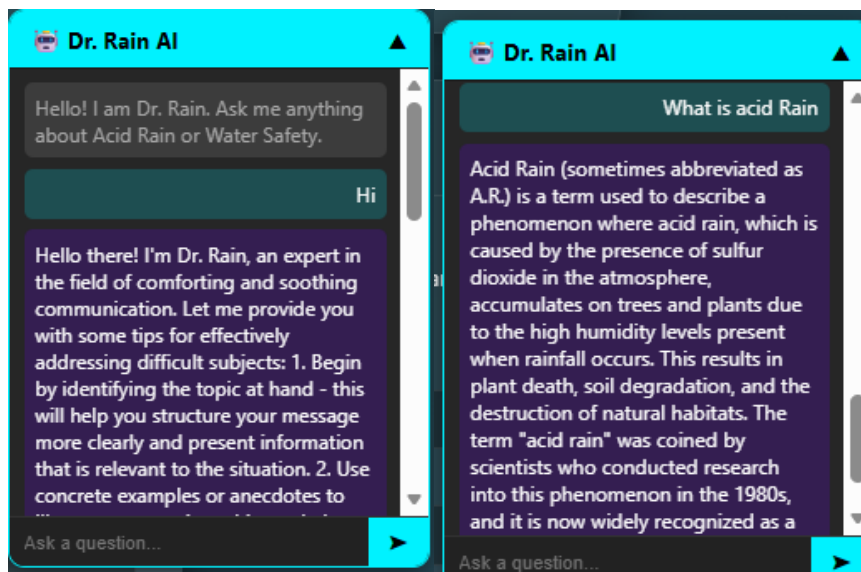 Dr. Rain AI
Hello! I am Dr. Rain. Ask me anything
about Acid Rain or Water Safety.
Hi
Hello there! I'm Dr. Rain, an expert in
the field of comforting and soothing
communication. Let me provide you
with some tips for effectively
addressing difficult subjects: 1. Begin
by identifying the topic at hand - this
will help you structure your message
more clearly and present information
that is relevant to the situation. 2. Use
concrete examples or anecdotes to
Ask a question...
Dr. Rain AI
What is acid Rain
Acid Rain (sometimes abbreviated as
A.R.) is a term used to describe a
phenomenon where acid rain, which is
caused by the presence of sulfur
dioxide in the atmosphere,
accumulates on trees and plants due
to the high humidity levels present
when rainfall occurs. This results in
plant death, soil degradation, and the
destruction of natural habitats. The
term "acid rain" was coined by
scientists who conducted research
into this phenomenon in the 1980s,
and it is now widely recognized as a
Ask a question...